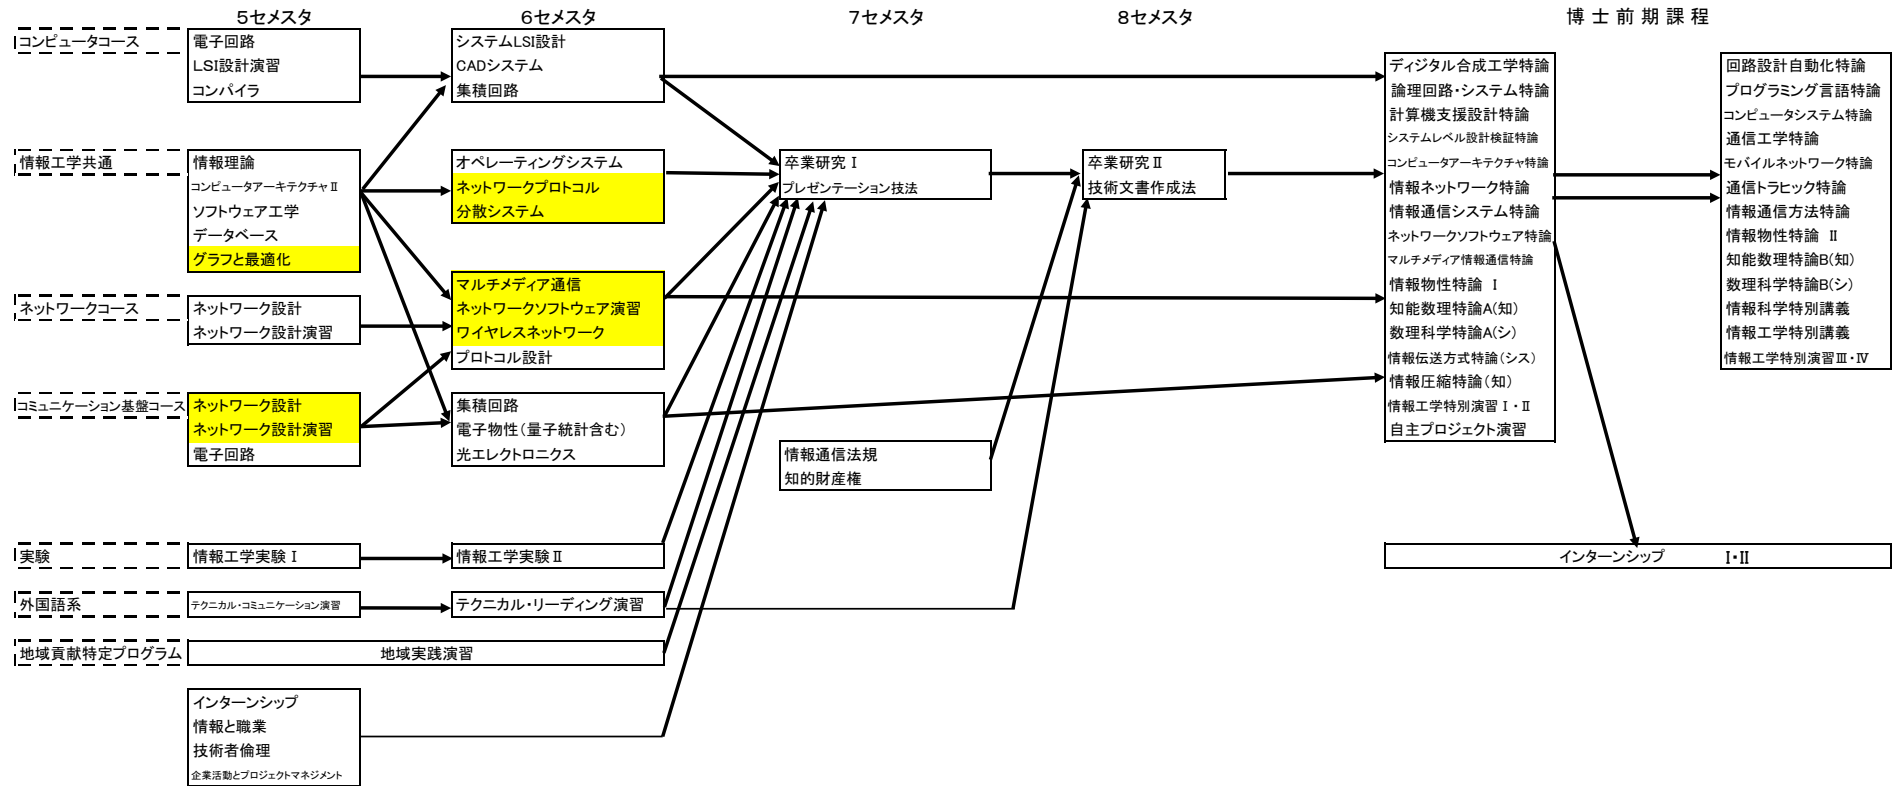 ５セメスタ
６セメスタ
７セメスタ
８セメスタ
博士前期課程
コンピュータコース
電子回路
LSI設計演習
コンパイラ
システムLSI設計
CADシステム
集積回路
情報工学共通
情報理論
コンピュータアーキテクチャⅡ
ソフトウェア工学
データベース
グラフと最適化
オペレーティングシステム
ネットワークプロトコル
分散システム
卒業研究Ⅰ
プレゼンテーション技法
卒業研究Ⅱ
技術文書作成法
ネットワークコース
ネットワーク設計
ネットワーク設計演習
マルチメディア通信
ネットワークソフトウェア演習
ワイヤレスネットワーク
プロトコル設計
コミュニケーション基盤コース
ネットワーク設計
ネットワーク設計演習
電子回路
集積回路
電子物性（量子統計含む）
光エレクトロニクス
情報通信法規
知的財産権
ディジタル合成工学特論
論理回路・システム特論
計算機支援設計特論
システムレベル設計検証特論
コンピュータアーキテクチャ特論
情報ネットワーク特論
情報通信システム特論
ネットワークソフトウェア特論
マルチメディア情報通信特論
情報物性特論 Ⅰ
知能数理特論A(知)
数理科学特論A(シ)
情報伝送方式特論(シス)
情報圧縮特論(知)
情報工学特別演習Ⅰ・Ⅱ
自主プロジェクト演習
回路設計自動化特論
プログラミング言語特論
コンピュータシステム特論
通信工学特論
モバイルネットワーク特論
通信トラヒック特論
情報通信方法特論
情報物性特論 Ⅱ
知能数理特論B(知)
数理科学特論B(シ)
情報科学特別講義
情報工学特別講義
情報工学特別演習Ⅲ・Ⅳ
実験
情報工学実験Ⅰ
情報工学実験Ⅱ
インターンシップ Ⅰ・Ⅱ
外国語系
テクニカル・コミュニケーション演習
テクニカル・リーディング演習
地域貢献特定プログラム
地域実践演習
インターンシップ
情報と職業
技術者倫理
企業活動とプロジェクトマネジメント